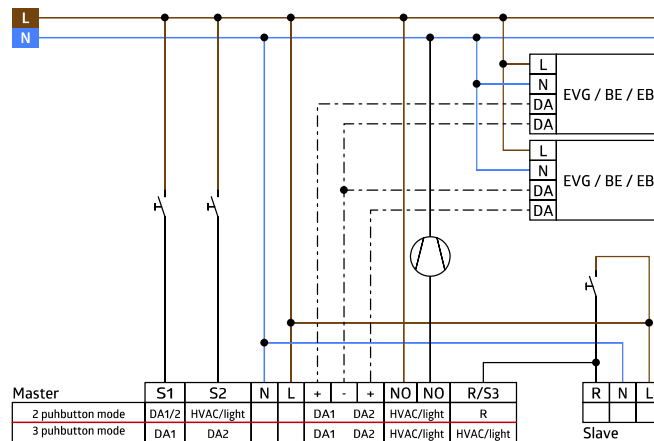 L
N
L
N EVG / BE / EB
DA
DA
L
N EVG / BE / EB
DA
DA
Master S1 S2 N L + - + NO NO R/S3 R N L
2 puhbutton mode DA1/2 HVAC/light DA1 DA2 HVAC/light R
3 puhbutton mode DA1 DA2 DA1 DA2 HVAC/light HVAC/light Slave